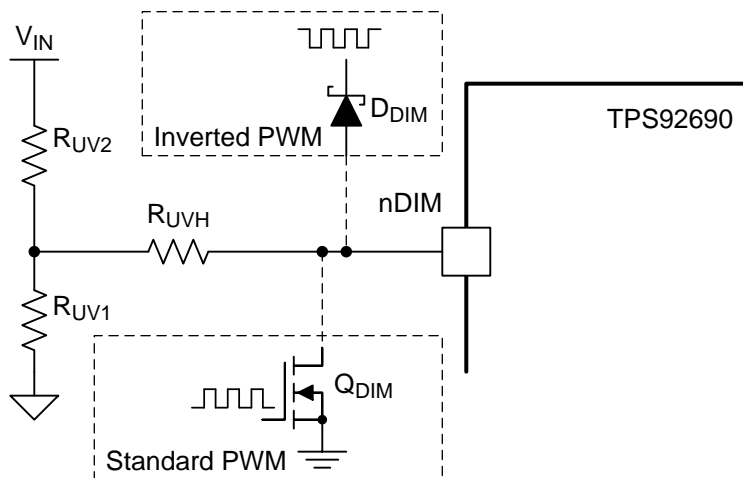 VIN
DDIM
TPS92690
Inverted PWM
RUV2
nDIM
RUVH
RUV1
QDIM
Standard PWM